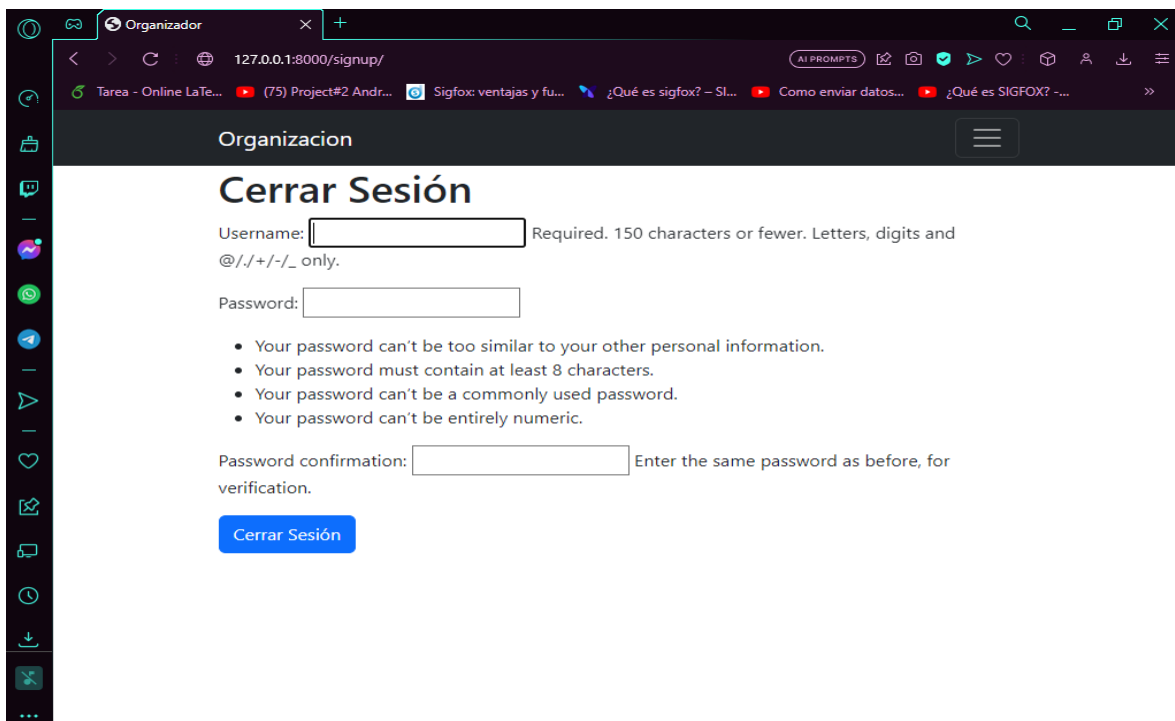 Organizador
127.0.0.1:8000/signup/
AI PROMPTS
Tarea - Online LaTe...
(75) Project#2 Andr...
Sigfox: ventajas y fu...
¿Qué es sigfox? – SI...
Como enviar datos...
¿Qué es SIGFOX? -...
Organizacion
Cerrar Sesión
Username: Required. 150 characters or fewer. Letters, digits and
@/./+/-/_ only.
Password:
• Your password can't be too similar to your other personal information.
• Your password must contain at least 8 characters.
• Your password can't be a commonly used password.
• Your password can't be entirely numeric.
Password confirmation: Enter the same password as before, for
verification.
Cerrar Sesión